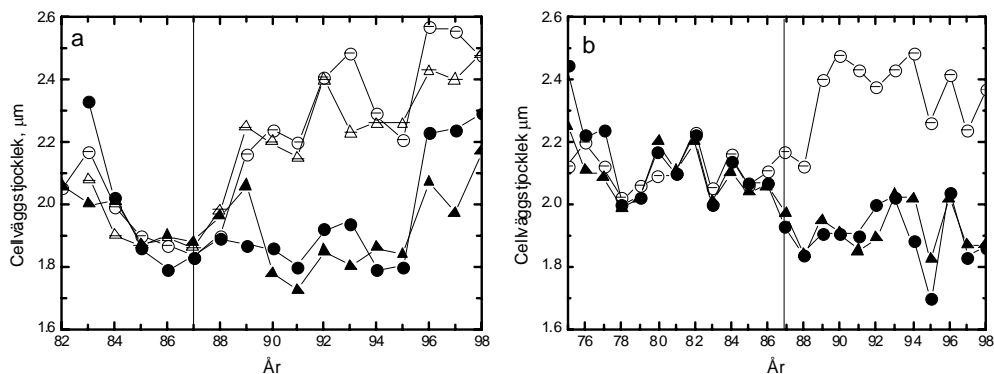 a
Cellväggstjocklek, μm
2.6
2.4
2.2
2.0
1.8
1.6
82 84 86 88 90 92 94 96 98
År
b
Cellväggstjocklek μm
2.6
2.4
2.2
2.0
1.8
1.6
76 78 80 82 84 86 88 90 92 94 96 98
År